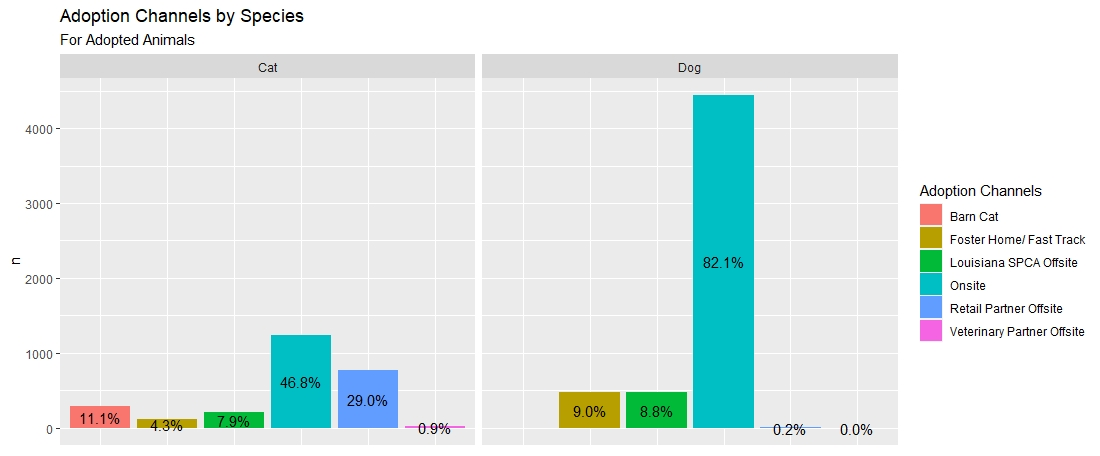 Adoption Channels by Species
For Adopted Animals
Cat
Dog
4000
3000
2000
1000
0
n
11.1%
4.3%
7.9%
46.8%
29.0%
0.9%
9.0%
8.8%
82.1%
0.2%
0.0%
Adoption Channels
Barn Cat
Foster Home/ Fast Track
Louisiana SPCA Offsite
Onsite
Retail Partner Offsite
Veterinary Partner Offsite